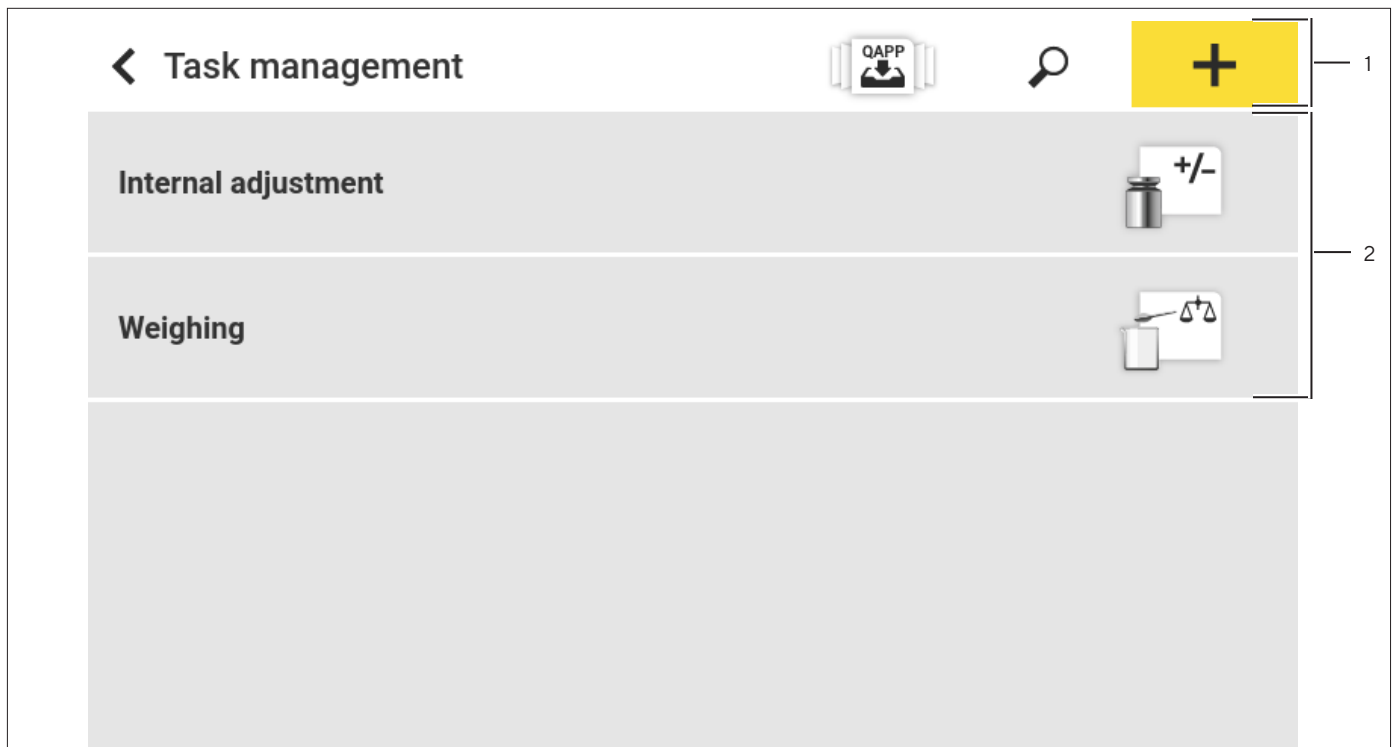 Task management
QAPP
+
1
Internal adjustment
+/-
2
Weighing